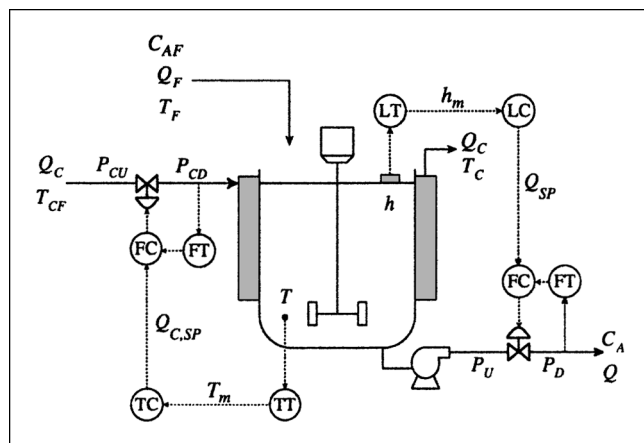 C_AF
Q_F
T_F
LT
h_m
LC
Q_C
T_CF
P_CU
P_CD
Q_C
T_C
h
Q_SP
FC
FT
T
FC
FT
Q_C,SP
C_A
P_U
P_D
Q
TC
T_m
TT